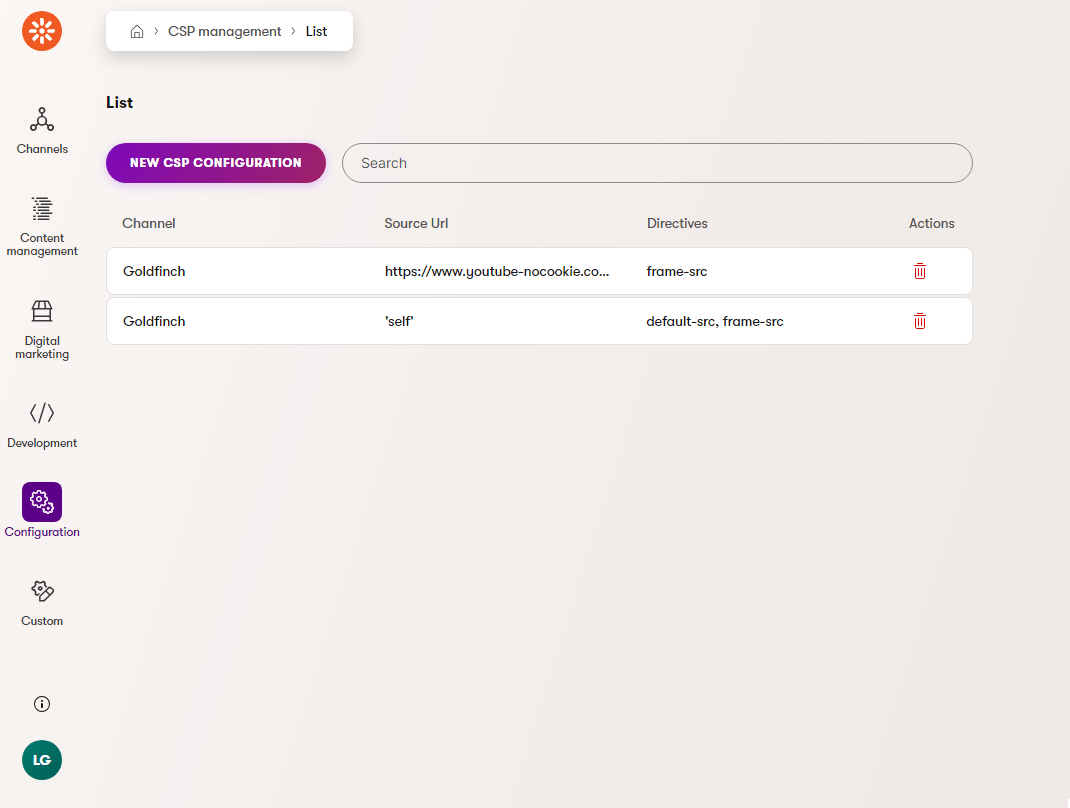 CSP management
List
List
NEW CSP CONFIGURATION
Search
Channel Source Url Directives Actions
Goldfinch https://www.youtube-nocookie.co... frame-src
Goldfinch 'self' default-src, frame-src
Channels
Content
management
Digital
marketing
Development
Configuration
Custom
LG